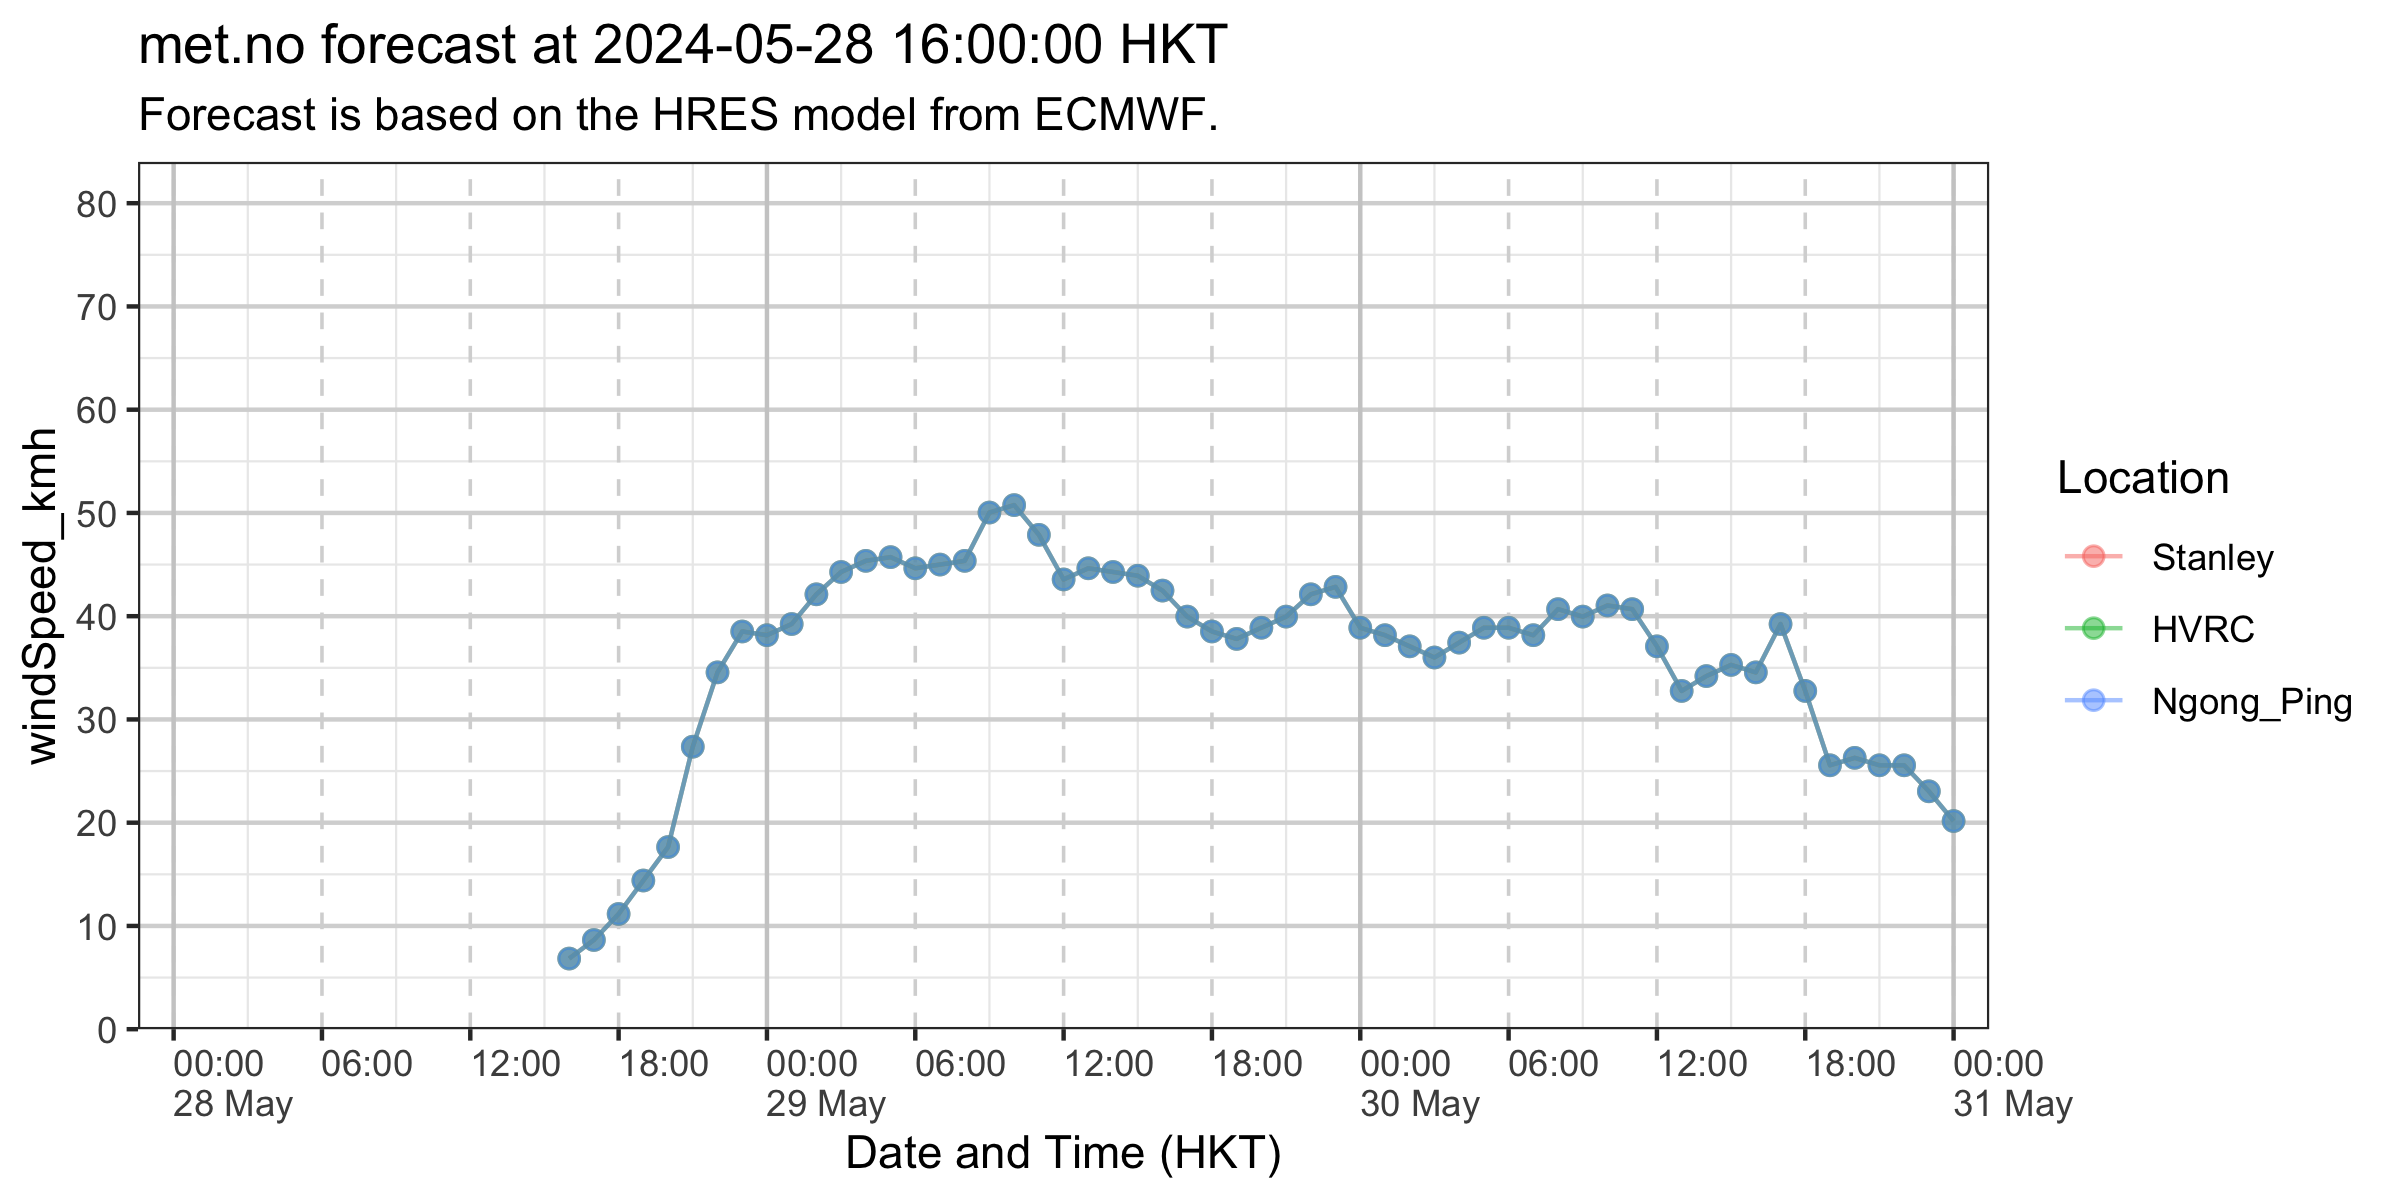 met.no forecast at 2024-05-28 16:00:00 HKT
Forecast is based on the HRES model from ECMWF.
windSpeed_kmh
80
70
60
50
40
30
20
10
0
00:00 06:00 12:00 18:00 00:00 06:00 12:00 18:00 00:00 06:00 12:00 18:00 00:00
28 May 29 May 30 May 31 May
Date and Time (HKT)
Location
Stanley
HVRC
Ngong_Ping